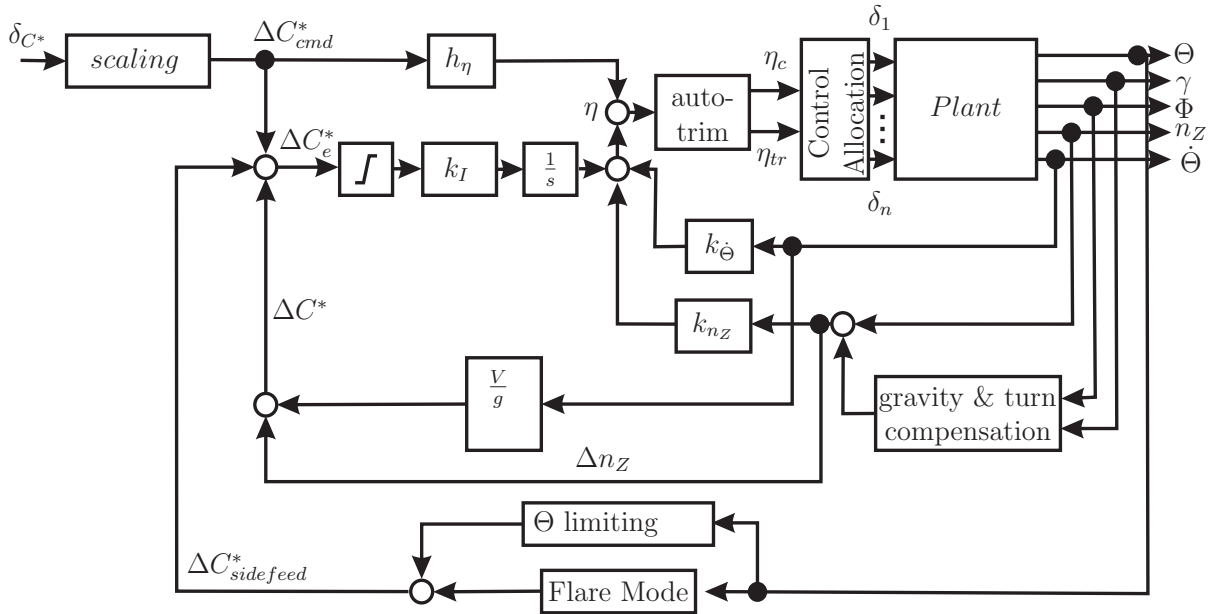 δ_{C*}
scaling
ΔC*_{cmd}
h_η
η
auto-
trim
η_c
η_{tr}
Control
Allocation
δ_1
...
δ_n
Plant
Θ
γ
Φ
n_Z
Θ̇
ΔC*_e
k_I
1/s
k_Θ̇
ΔC*
k_{n_Z}
V/g
gravity & turn
compensation
Δn_Z
Θ limiting
ΔC*_{sidefeed}
Flare Mode